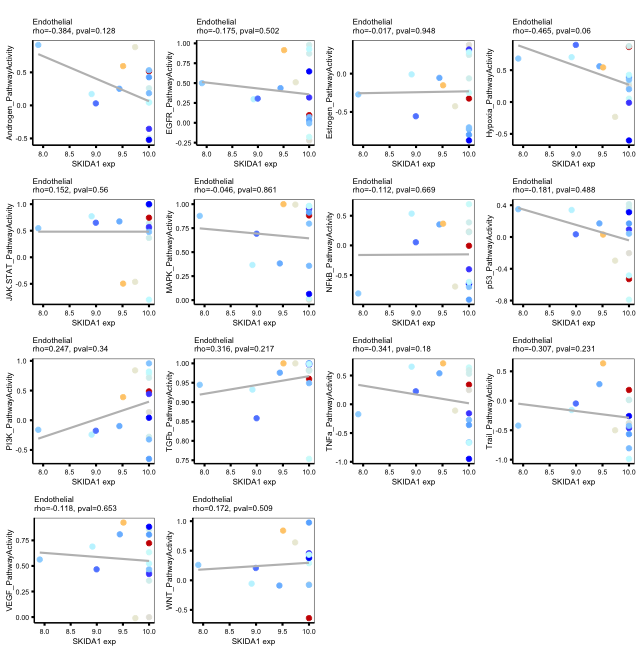 Endothelial
rho=-0.384, pval=0.128
Androgen_PathwayActivity
1.0
0.5
0.0
-0.5
8.0 8.5 9.0 9.5 10.0
SKIDA1 exp
Endothelial
rho=-0.175, pval=0.502
EGFR_PathwayActivity
1.00
0.75
0.50
0.25
0.00
-0.25
8.0 8.5 9.0 9.5 10.0
SKIDA1 exp
Endothelial
rho=-0.017, pval=0.948
Estrogen_PathwayActivity
0.0
-0.5
8.0 8.5 9.0 9.5 10.0
SKIDA1 exp
Endothelial
rho=-0.465, pval=0.06
Hypoxia_PathwayActivity
0.5
0.0
-0.5
8.0 8.5 9.0 9.5 10.0
SKIDA1 exp
Endothelial
rho=0.152, pval=0.56
JAK-STAT_PathwayActivity
1.0
0.5
0.0
-0.5
8.0 8.5 9.0 9.5 10.0
SKIDA1 exp
Endothelial
rho=-0.046, pval=0.861
MAPK_PathwayActivity
1.00
0.75
0.50
0.25
0.00
8.0 8.5 9.0 9.5 10.0
SKIDA1 exp
Endothelial
rho=-0.112, pval=0.669
NFkB_PathwayActivity
0.5
0.0
-0.5
8.0 8.5 9.0 9.5 10.0
SKIDA1 exp
Endothelial
rho=-0.181, pval=0.488
p53_PathwayActivity
0.4
0.0
-0.4
-0.8
8.0 8.5 9.0 9.5 10.0
SKIDA1 exp
Endothelial
rho=0.247, pval=0.34
PI3K_PathwayActivity
1.0
0.5
0.0
-0.5
8.0 8.5 9.0 9.5 10.0
SKIDA1 exp
Endothelial
rho=0.316, pval=0.217
TGFb_PathwayActivity
1.00
0.95
0.90
0.85
0.80
0.75
8.0 8.5 9.0 9.5 10.0
SKIDA1 exp
Endothelial
rho=-0.341, pval=0.18
TNFa_PathwayActivity
0.5
0.0
-0.5
-1.0
8.0 8.5 9.0 9.5 10.0
SKIDA1 exp
Endothelial
rho=-0.307, pval=0.231
Trail_PathwayActivity
0.5
0.0
-0.5
-1.0
8.0 8.5 9.0 9.5 10.0
SKIDA1 exp
Endothelial
rho=-0.118, pval=0.653
VEGF_PathwayActivity
0.75
0.50
0.25
0.00
8.0 8.5 9.0 9.5 10.0
SKIDA1 exp
Endothelial
rho=0.172, pval=0.509
WNT_PathwayActivity
1.0
0.5
0.0
-0.5
8.0 8.5 9.0 9.5 10.0
SKIDA1 exp